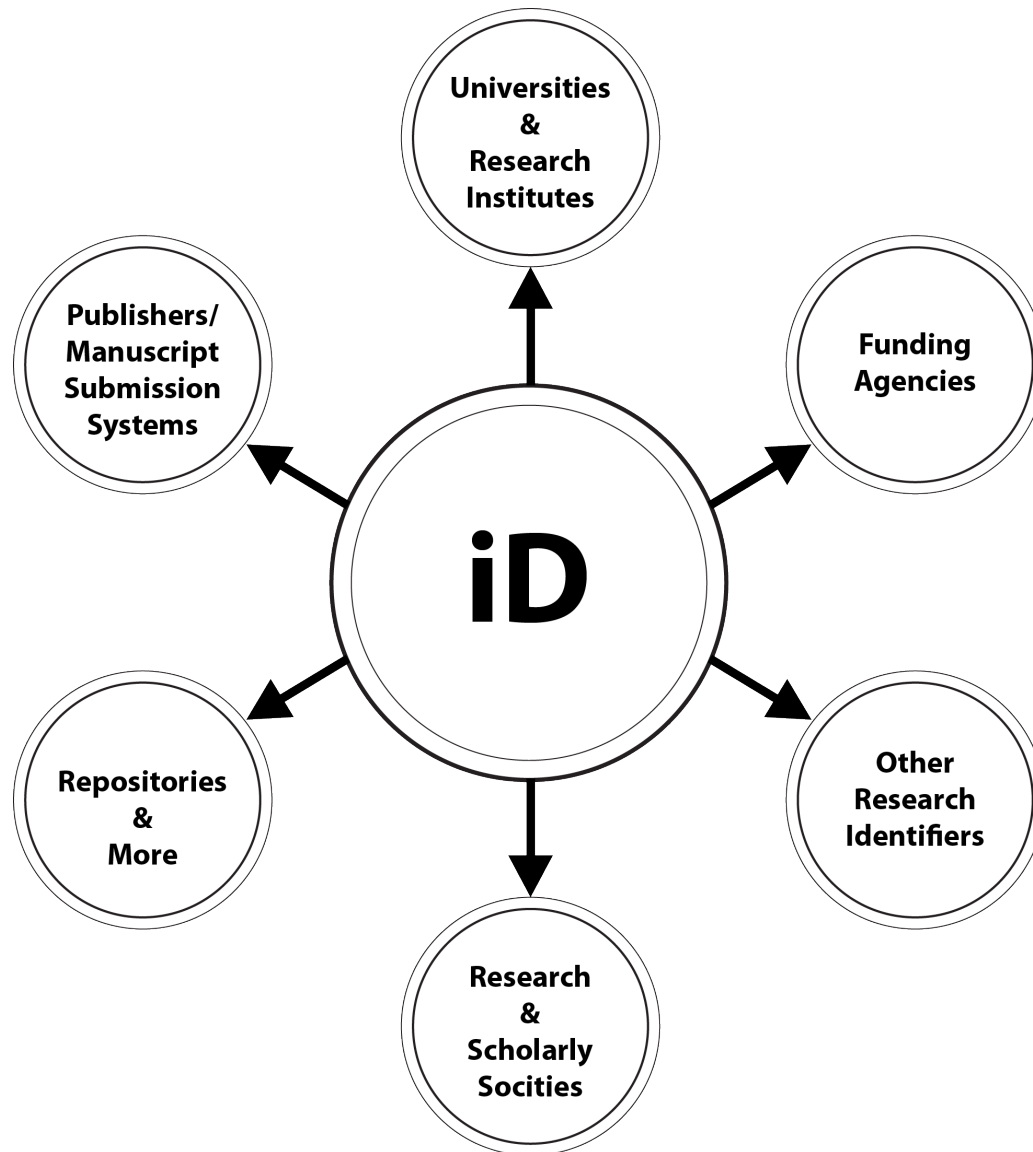 Universities
&
Research
Institutes
Publishers/
Manuscript
Submission
Systems
Funding
Agencies
iD
Repositories
&
More
Other
Research
Identifiers
Research
&
Scholarly
Socities